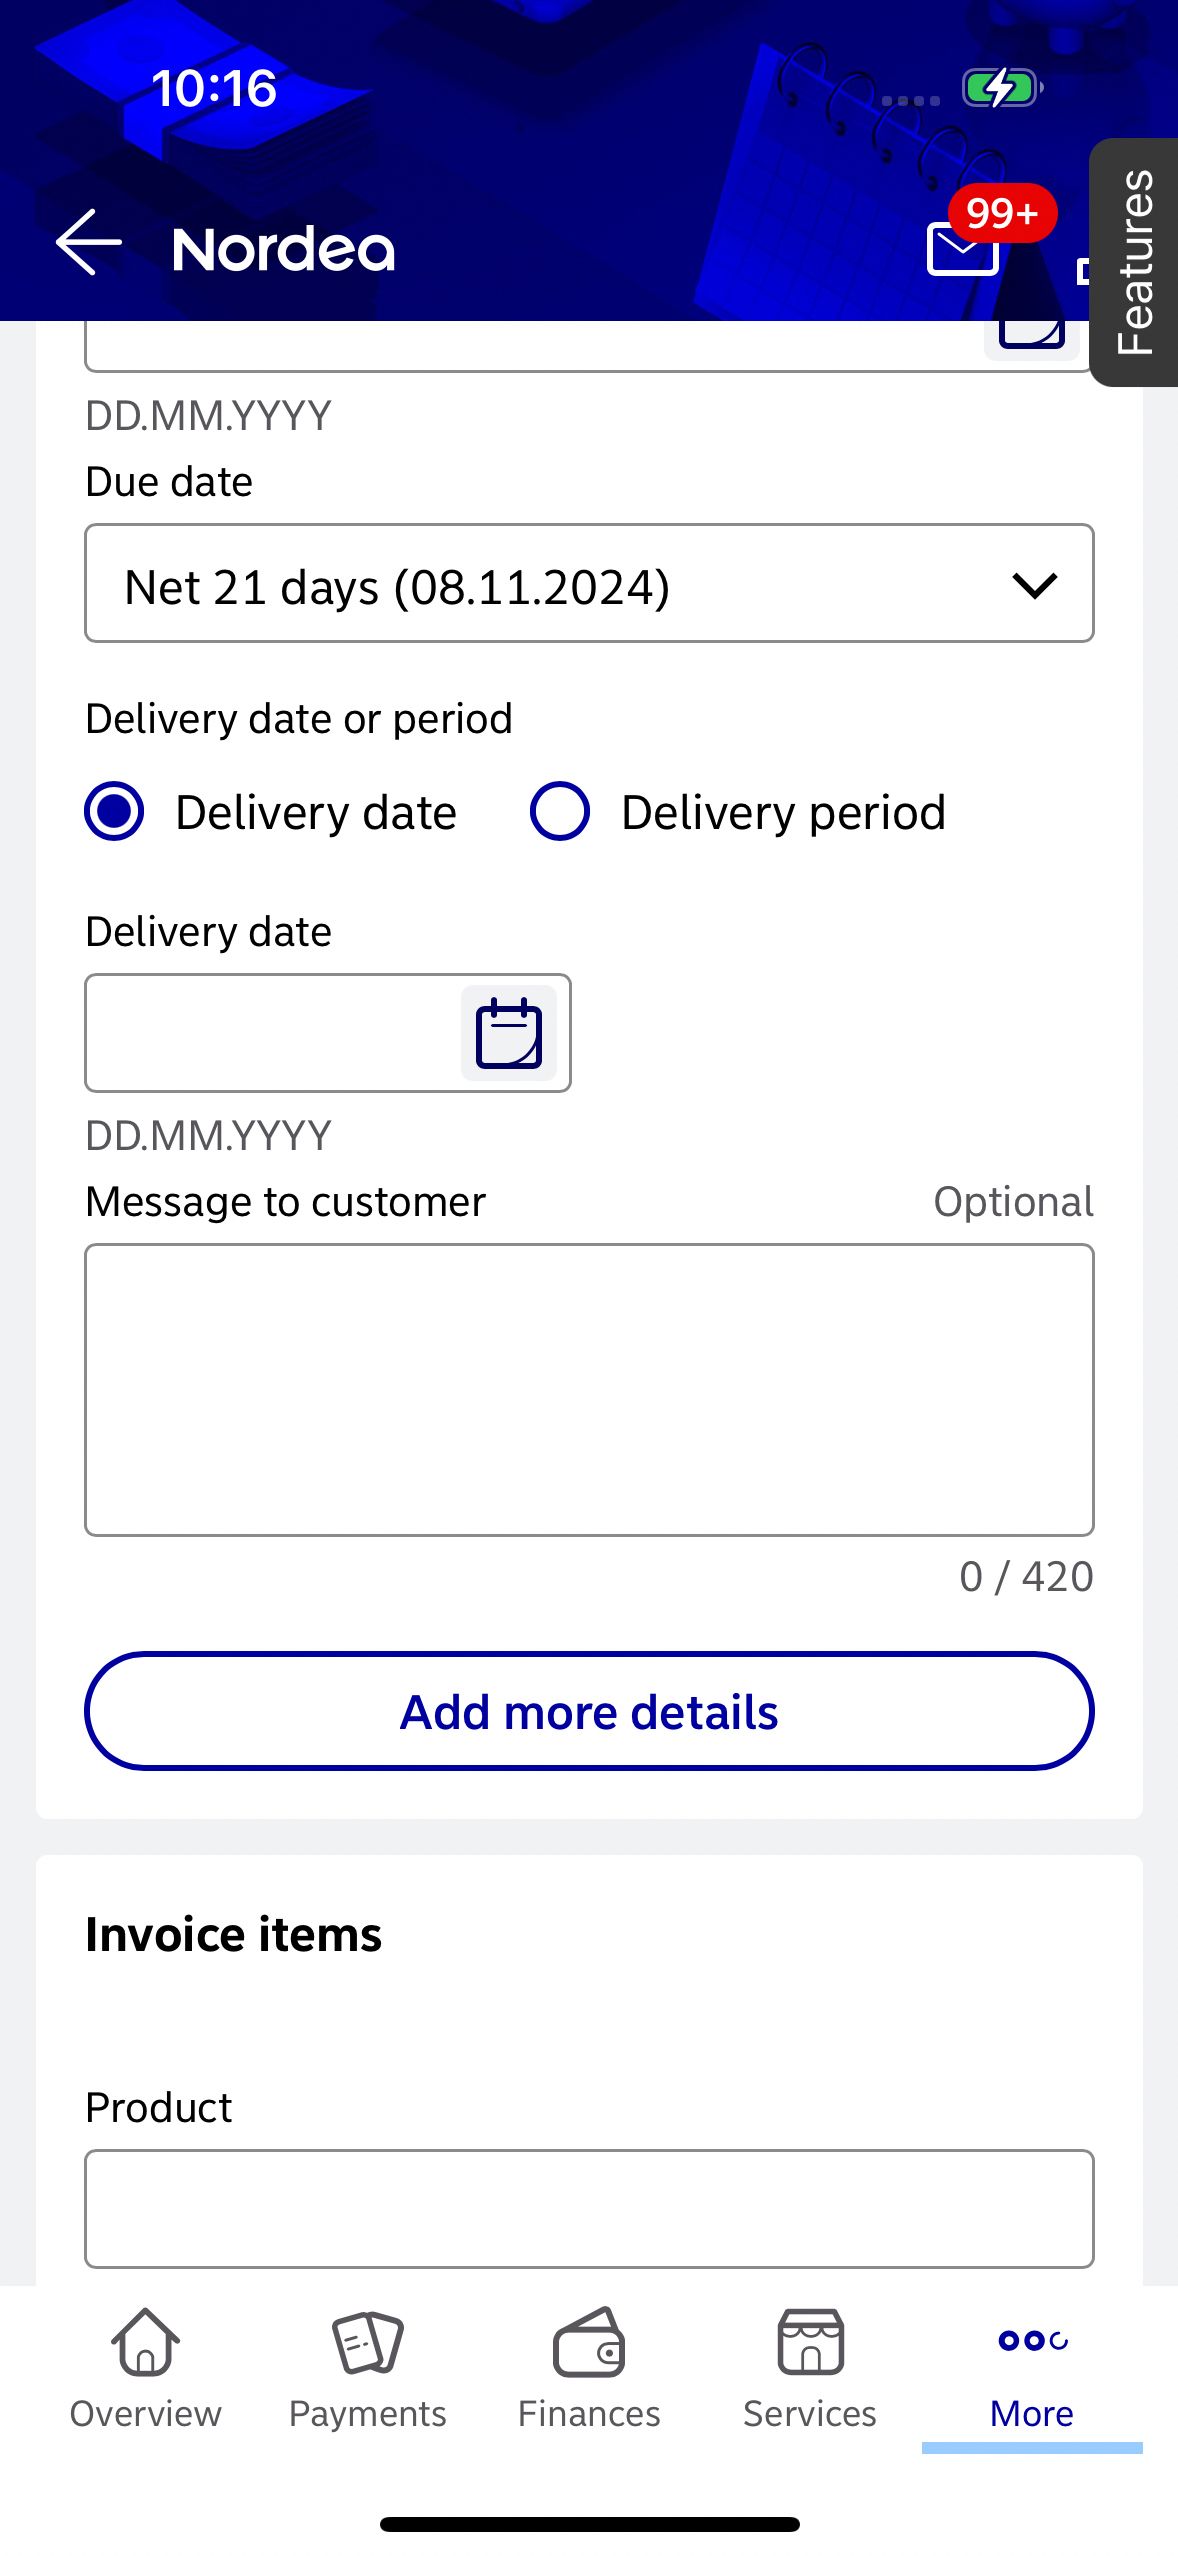 10:16
Nordea
99+
Features
DD.MM.YYYY
Due date
Net 21 days (08.11.2024)
Delivery date or period
Delivery date
Delivery period
Delivery date
DD.MM.YYYY
Message to customer
Optional
0 / 420
Add more details
Invoice items
Product
Overview
Payments
Finances
Services
More